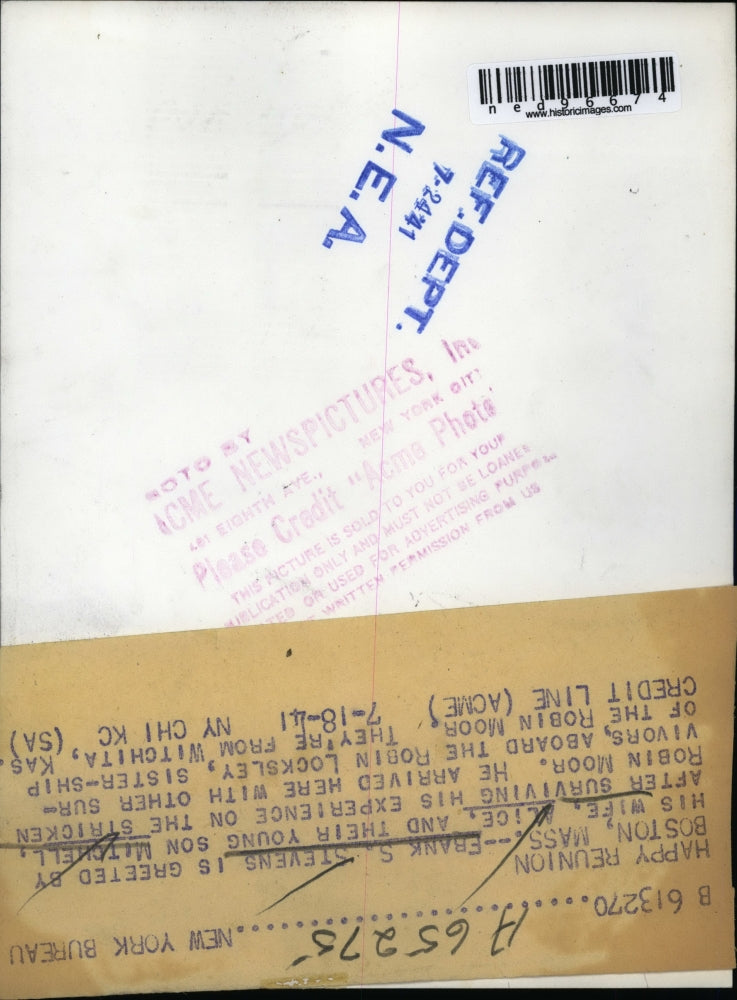 ned96674
www.historicimages.com
N.E.A.
REF. DEPT.
7-24-41
OTO BY
ACME NEWSPICTURES, Inc
461 EIGHTH AVE., NEW YORK CITY
Please Credit "Acme Photo"
THIS PICTURE IS SOLD TO YOU FOR YOUR
PUBLICATION ONLY AND MUST NOT BE LOANED
OR USED FOR ADVERTISING PURPOSES
WRITTEN PERMISSION FROM US
H 65275
B 613270....................NEW YORK BUREAU
HAPPY REUNION
BOSTON, MASS.--FRANK S. STEVENS IS GREETED BY
HIS WIFE, ALICE, AND THEIR YOUNG SON MITCHELL,
AFTER SURVIVING HIS EXPERIENCE ON THE STRICKEN
ROBIN MOOR. HE ARRIVED HERE WITH OTHER SUR-
VIVORS, ABOARD THE ROBIN LOCKSLEY, SISTER-SHIP
OF THE ROBIN MOOR. THEY'RE FROM WITCHITA, KAS.
CREDIT LINE (ACME) 7-18-41 NY CHI KC (SA)